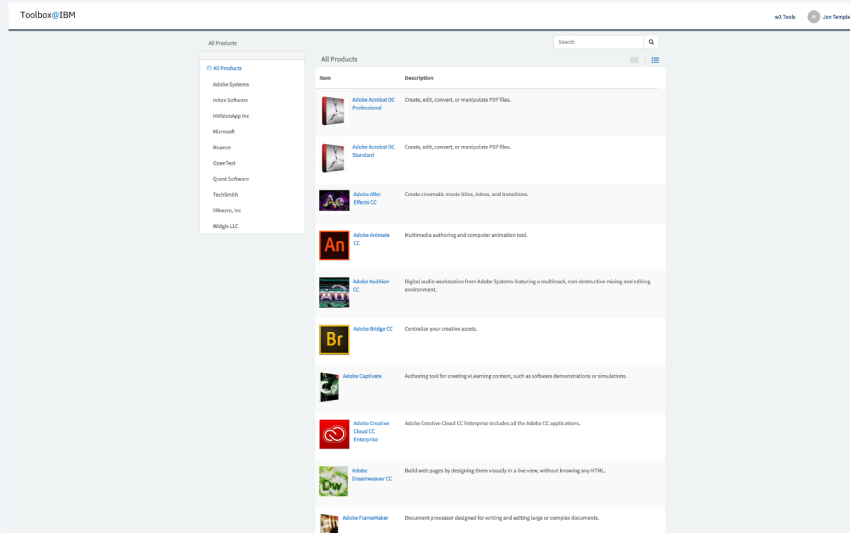 Toolbox@IBM
w3 Tools
Jon Temple
All Products
Search
All Products
Adobe Systems
Imtex Software
InVisionApp Inc
Microsoft
Nuance
OpenText
Quest Software
TechSmith
VMware, Inc
Widgix LLC
All Products
Item Description
Adobe Acrobat DC Create, edit, convert, or manipulate PDF files.
Professional
Adobe Acrobat DC Create, edit, convert, or manipulate PDF files.
Standard
Ae
Adobe After Create cinematic movie titles, intros, and transitions.
Effects CC
An
Adobe Animate Multimedia authoring and computer animation tool.
CC
Adobe Audition Digital audio workstation from Adobe Systems featuring a multitrack, non-destructive mixing and editing
CC environment.
Br
Adobe Bridge CC Centralize your creative assets.
Adobe Captivate Authoring tool for creating eLearning content, such as software demonstrations or simulations.
Adobe Creative Adobe Creative Cloud CC Enterprise includes all the Adobe CC applications.
Cloud CC
Enterprise
Dw
Adobe Build web pages by designing them visually in a live view, without knowing any HTML.
Dreamweaver CC
Adobe FrameMaker Document processor designed for writing and editing large or complex documents.